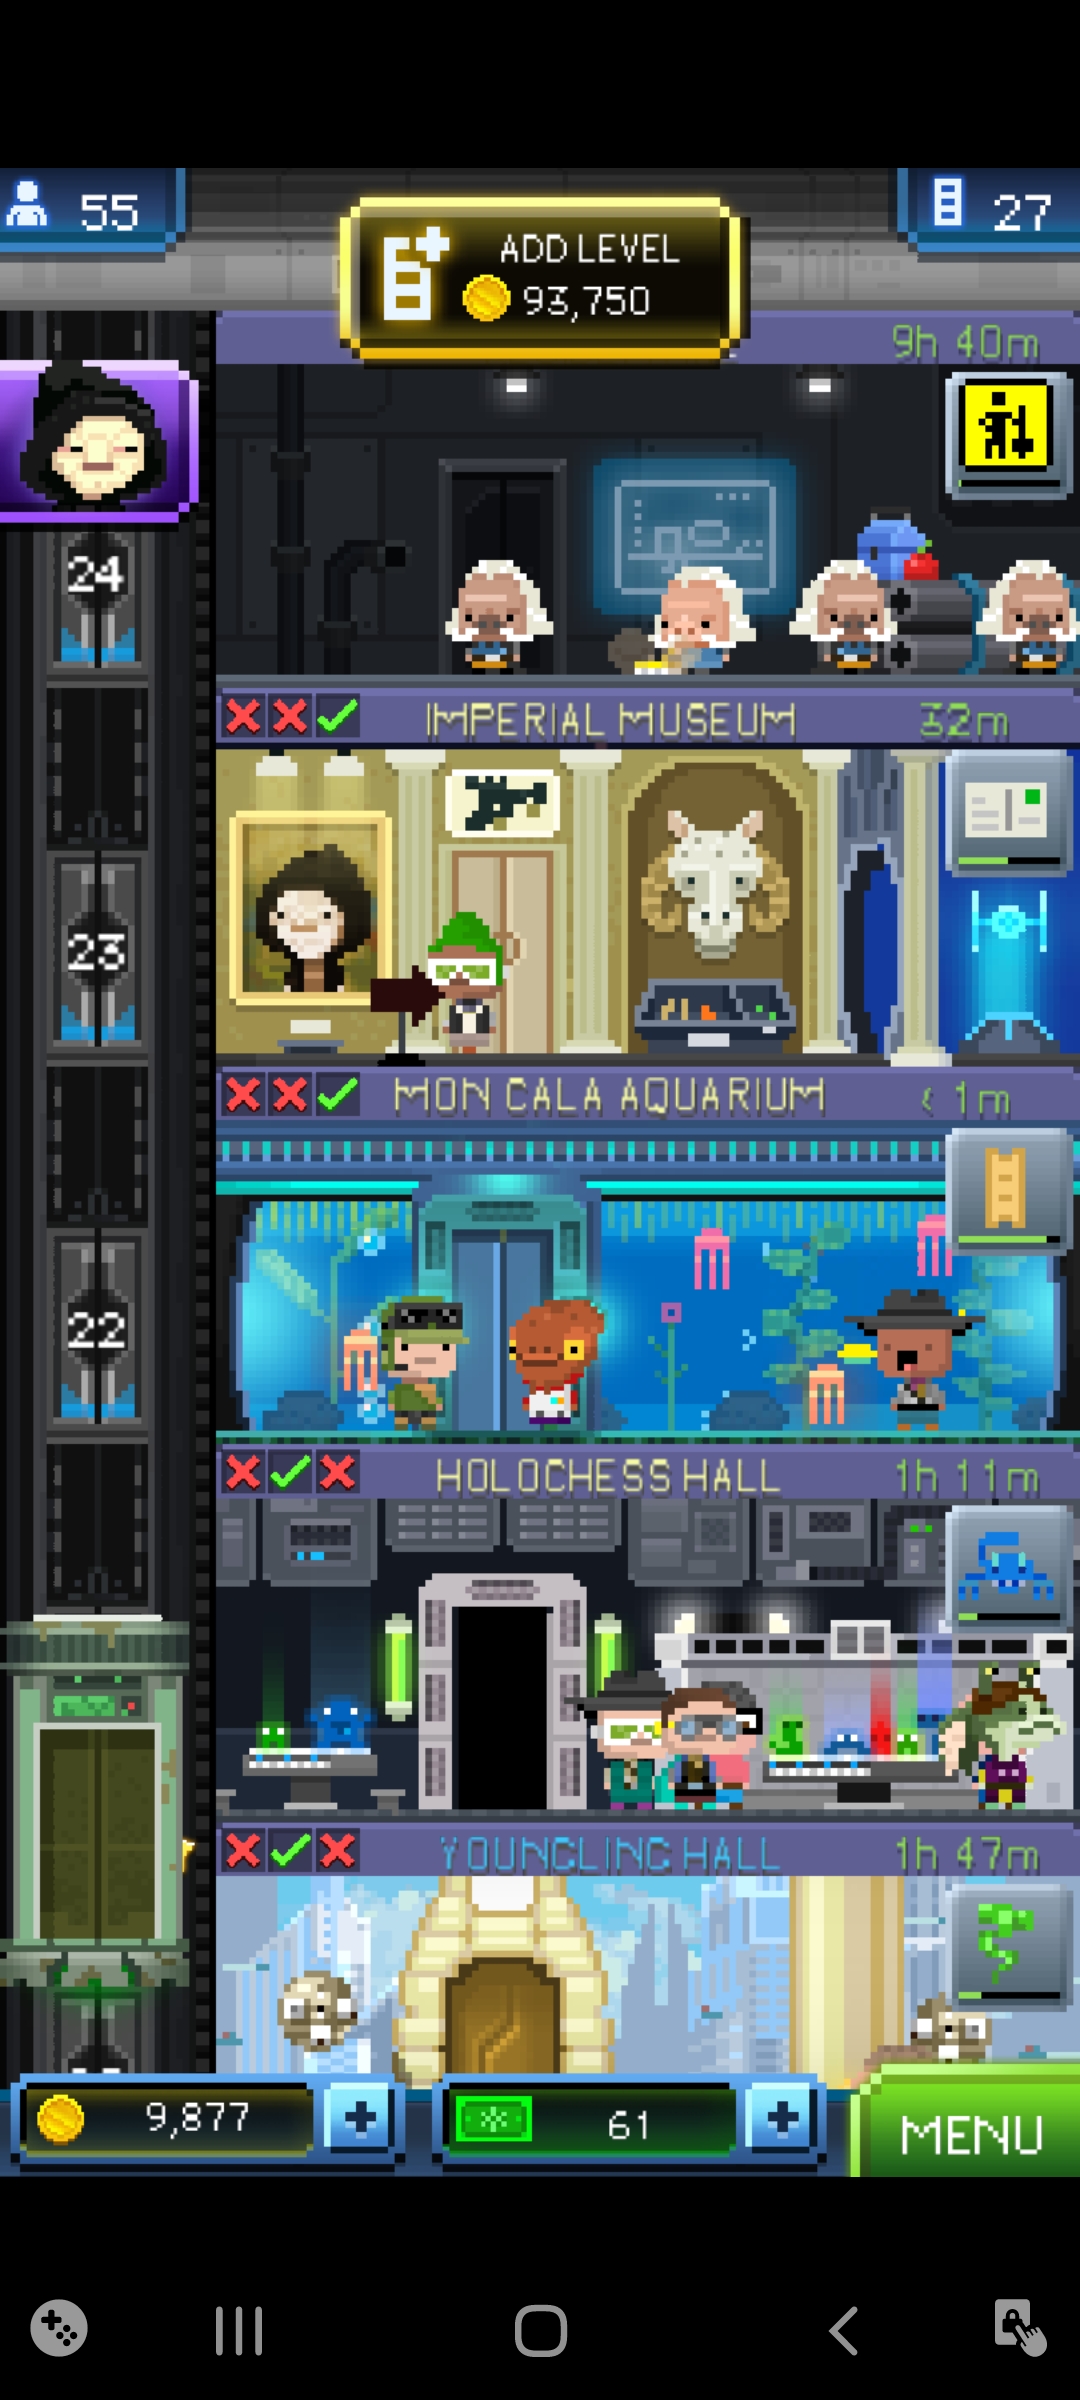 55
ADD LEVEL
93,750
27
9h 40m
24
IMPERIAL MUSEUM
32m
23
MON CALA AQUARIUM
< 1m
22
HOLOCHESS HALL
1h 11m
YOUNGLING HALL
1h 47m
9,877
61
MENU